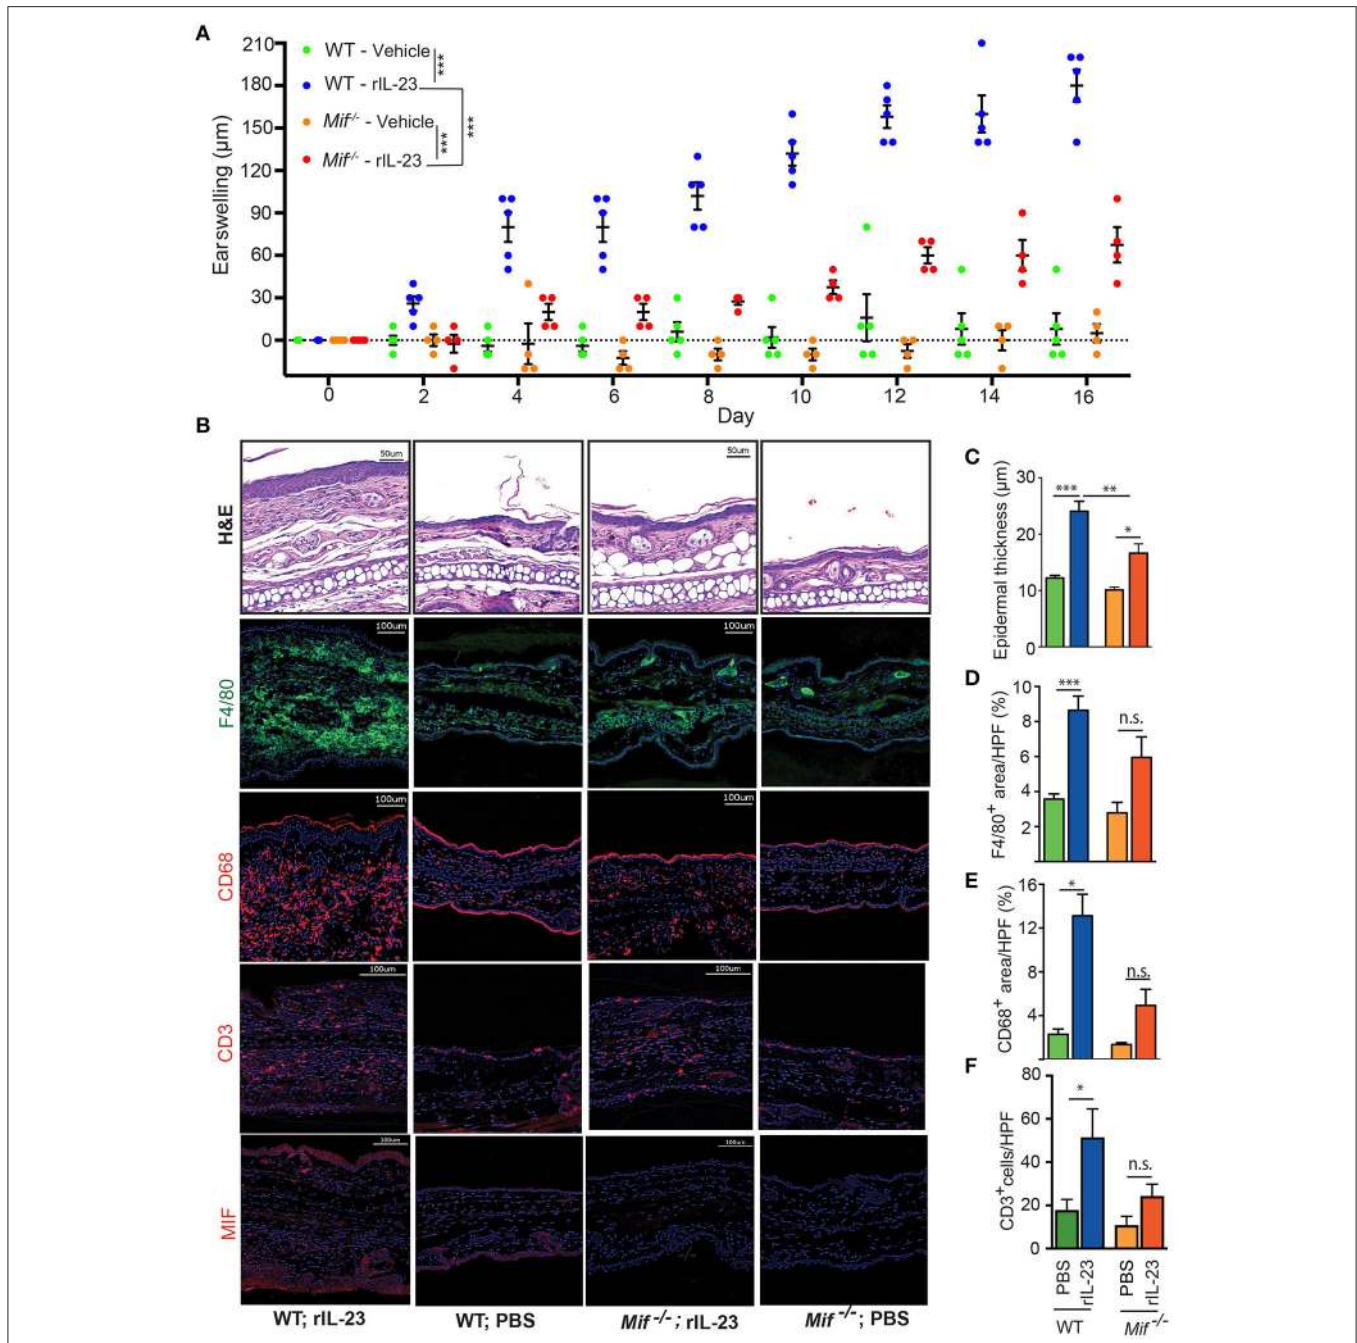 A
210
180
150
120
90
60
30
0
Earswelling (µm)
WT - Vehicle
WT - rIL-23
Mif-/- - Vehicle
Mif-/- - rIL-23
***
***
***
0 2 4 6 8 10 12 14 16
Day
B
H&E
50um
50um
F4/80
100um
100um
CD68
100um
100um
CD3
100um
100um
MIF
100um
100um
WT; rIL-23
WT; PBS
Mif -/-; rIL-23
Mif -/-; PBS
C
Epidermal thickness (µm)
30
20
10
0
***
**
*
D
F4/80+ area/HPF (%)
10
8
6
4
2
***
n.s.
E
CD68+ area/HPF (%)
16
12
8
4
*
n.s.
F
CD3+cells/HPF
80
60
40
20
0
*
n.s.
PBS
rIL-23
PBS
rIL-23
WT
Mif-/-